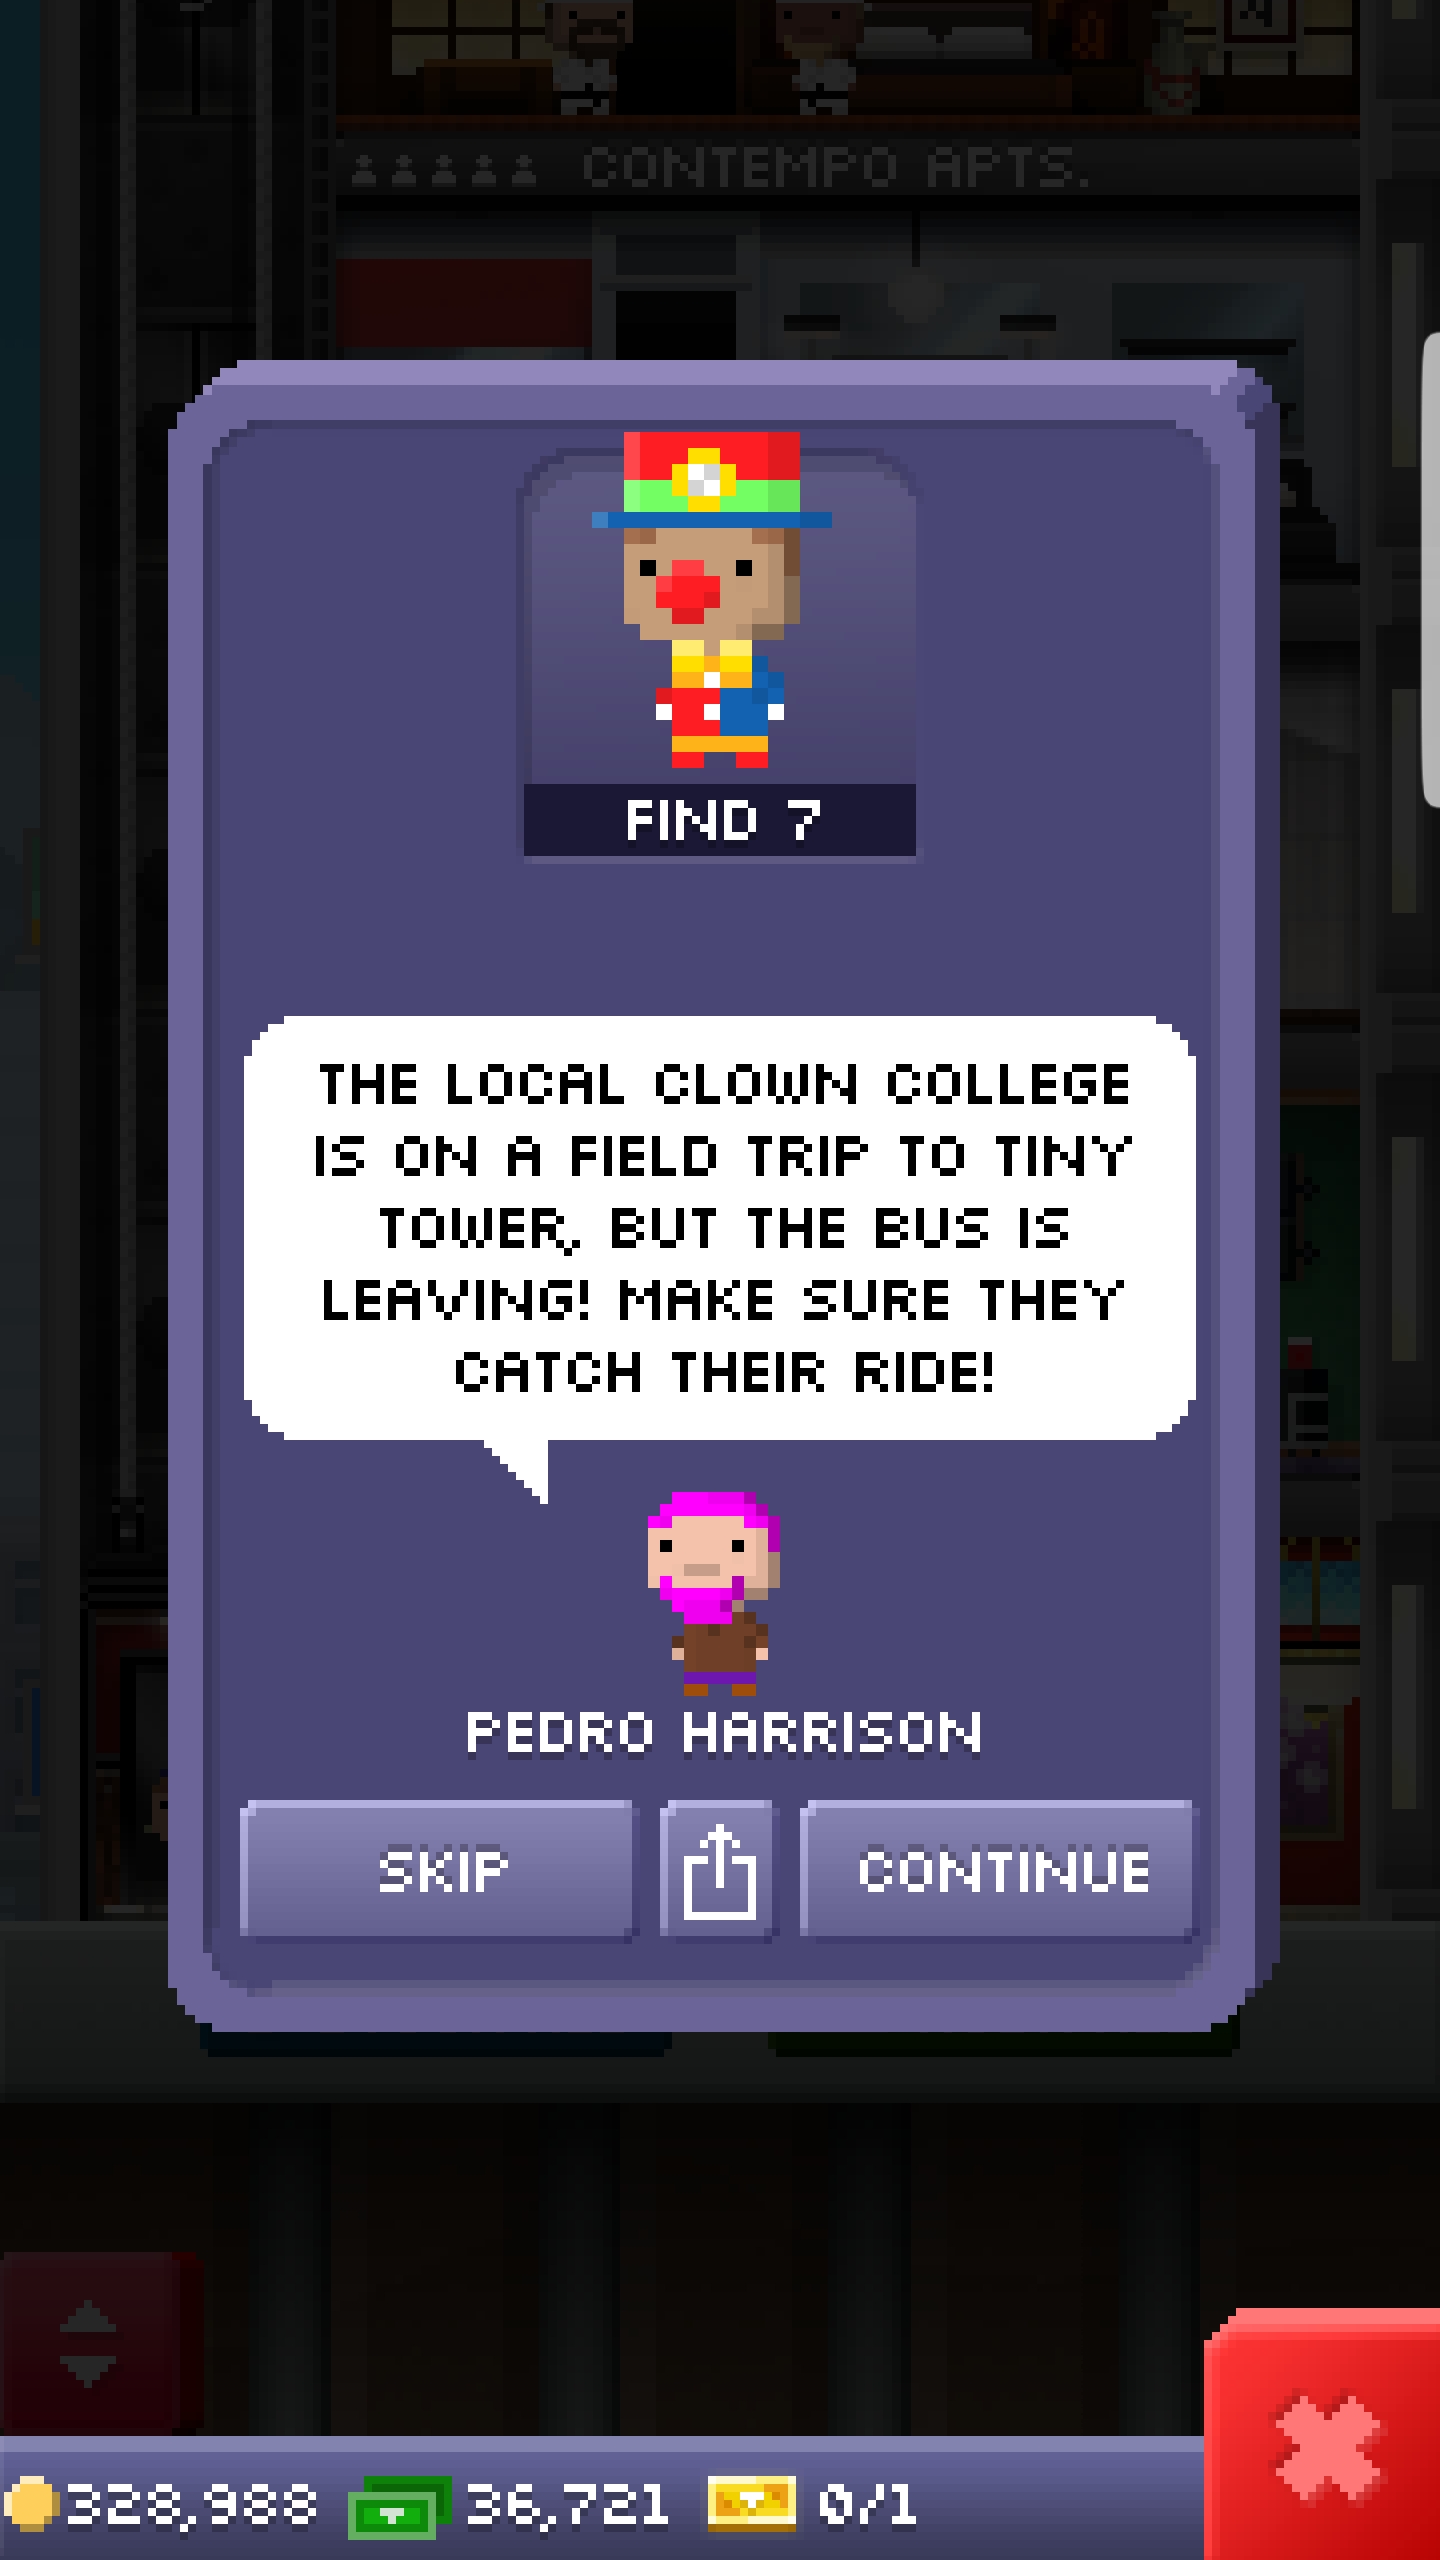 CONTEMPO APTS.
FIND 7
THE LOCAL CLOWN COLLEGE
IS ON A FIELD TRIP TO TINY
TOWER, BUT THE BUS IS
LEAVING! MAKE SURE THEY
CATCH THEIR RIDE!
PEDRO HARRISON
SKIP
CONTINUE
328,988
36,721
0/1